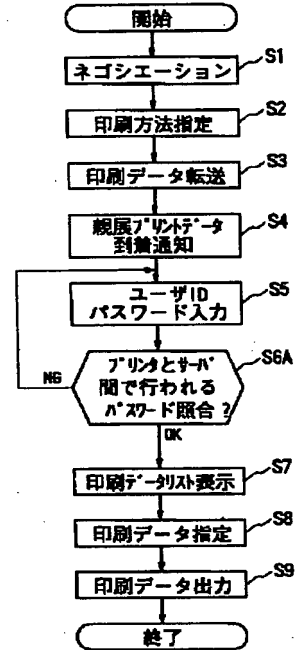 開始
S1
ネゴシエーション
S2
印刷方法指定
S3
印刷データ転送
S4
親展プリントデータ
到着通知
S5
ユーザID
パスワード入力
S6A
プリンタとサーバ
間で行われる
パスワード照合?
NG
OK
S7
印刷データリスト表示
S8
印刷データ指定
S9
印刷データ出力
終了